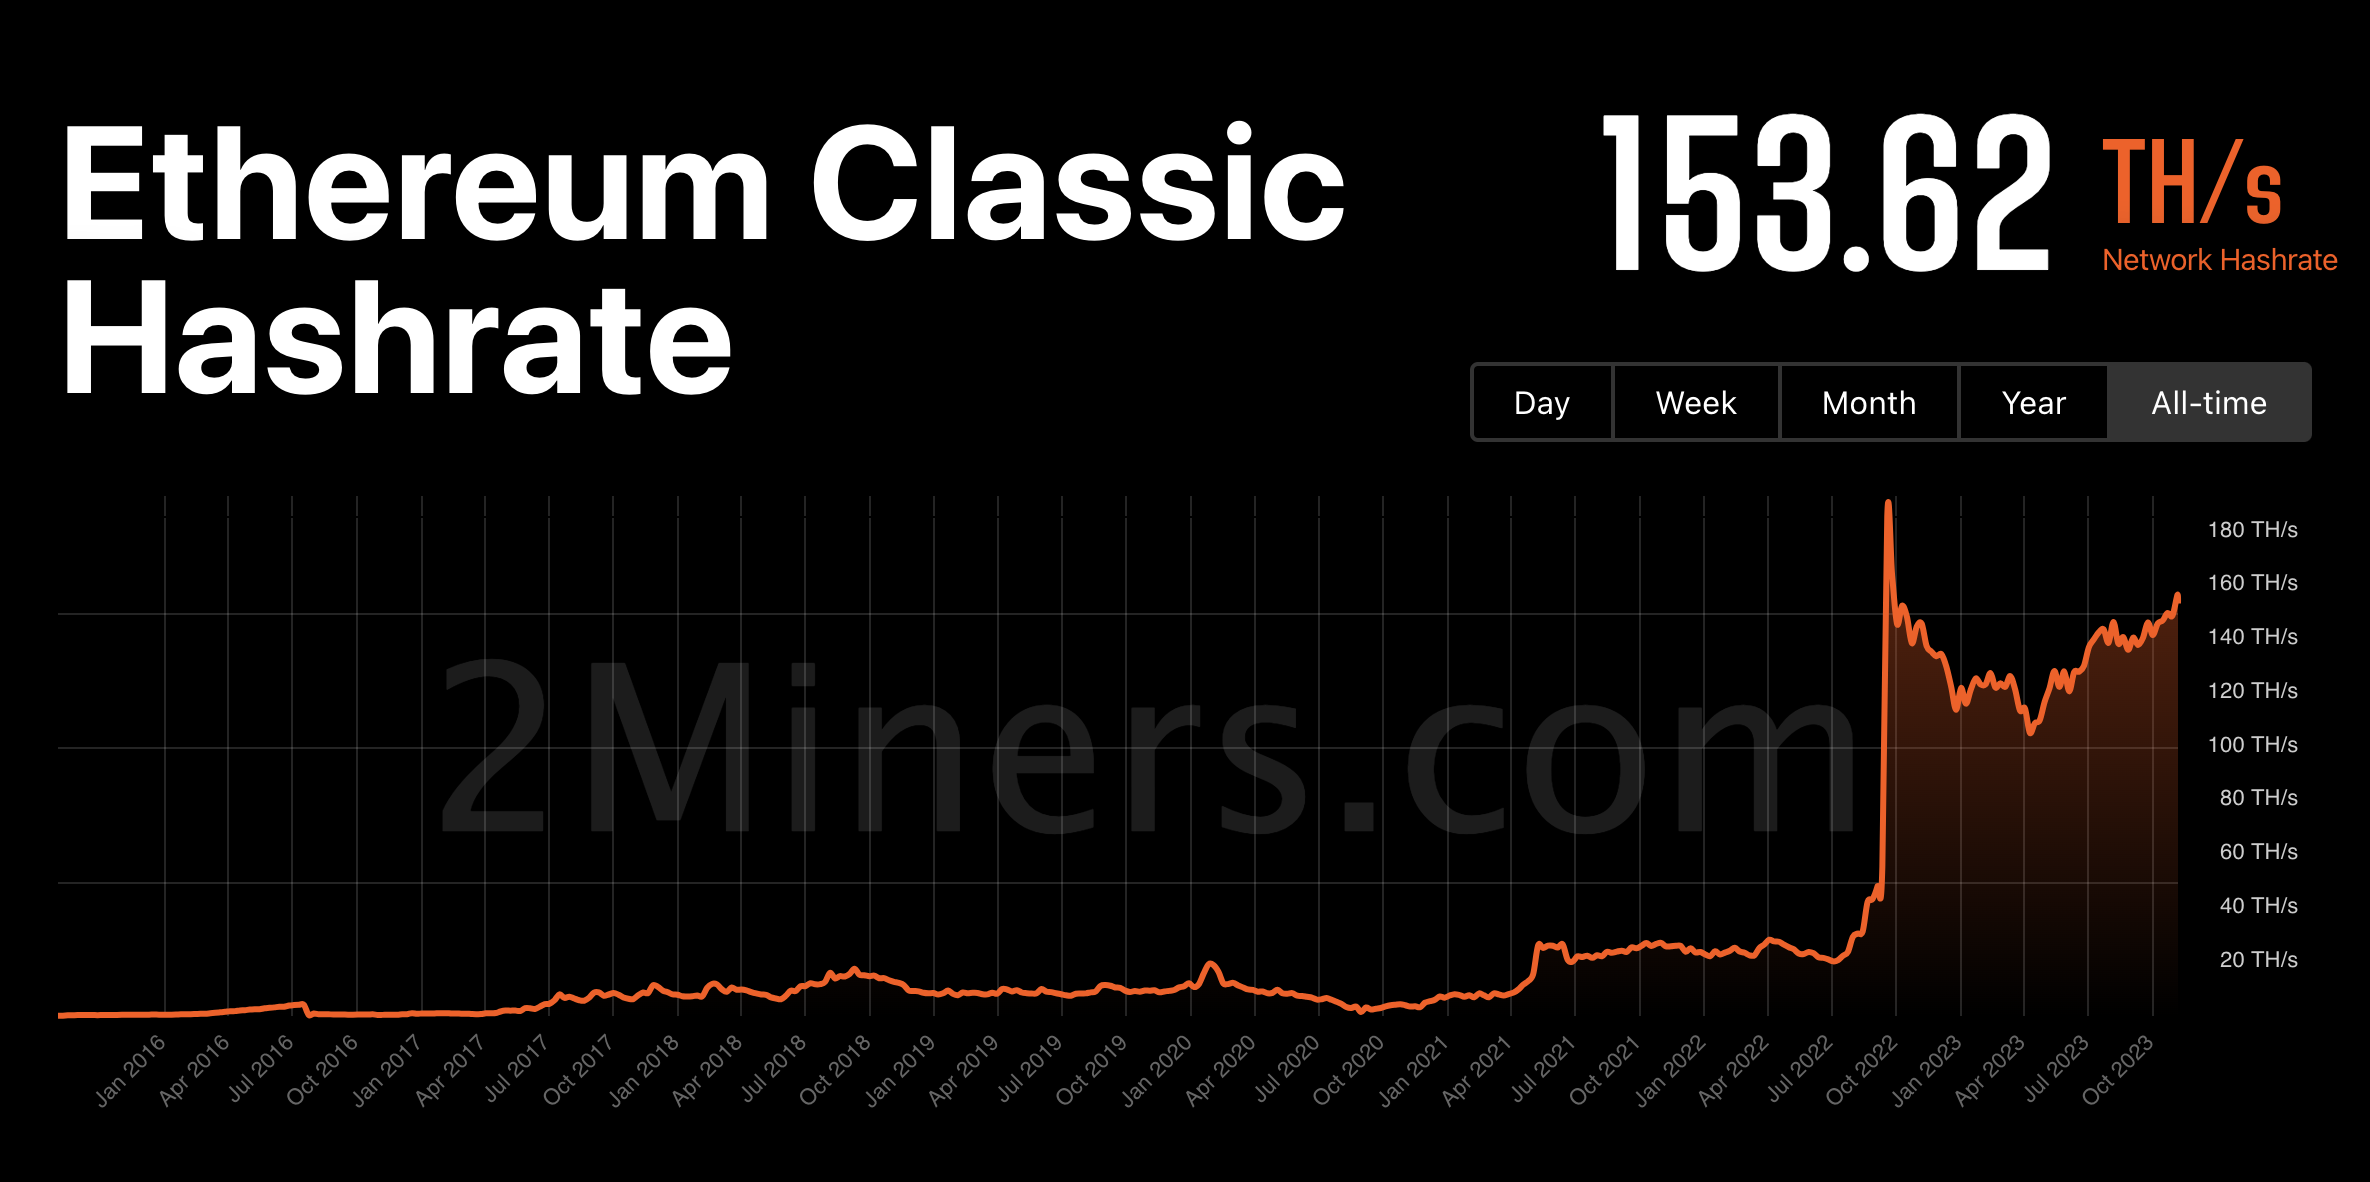 Ethereum Classic
Hashrate
153.62
TH/s
Network Hashrate
Day
Week
Month
Year
All-time
2Miners.com
180 TH/s
160 TH/s
140 TH/s
120 TH/s
100 TH/s
80 TH/s
60 TH/s
40 TH/s
20 TH/s
Jan 2016
Apr 2016
Jul 2016
Oct 2016
Jan 2017
Apr 2017
Jul 2017
Oct 2017
Jan 2018
Apr 2018
Jul 2018
Oct 2018
Jan 2019
Apr 2019
Jul 2019
Oct 2019
Jan 2020
Apr 2020
Jul 2020
Oct 2020
Jan 2021
Apr 2021
Jul 2021
Oct 2021
Jan 2022
Apr 2022
Jul 2022
Oct 2022
Jan 2023
Apr 2023
Jul 2023
Oct 2023